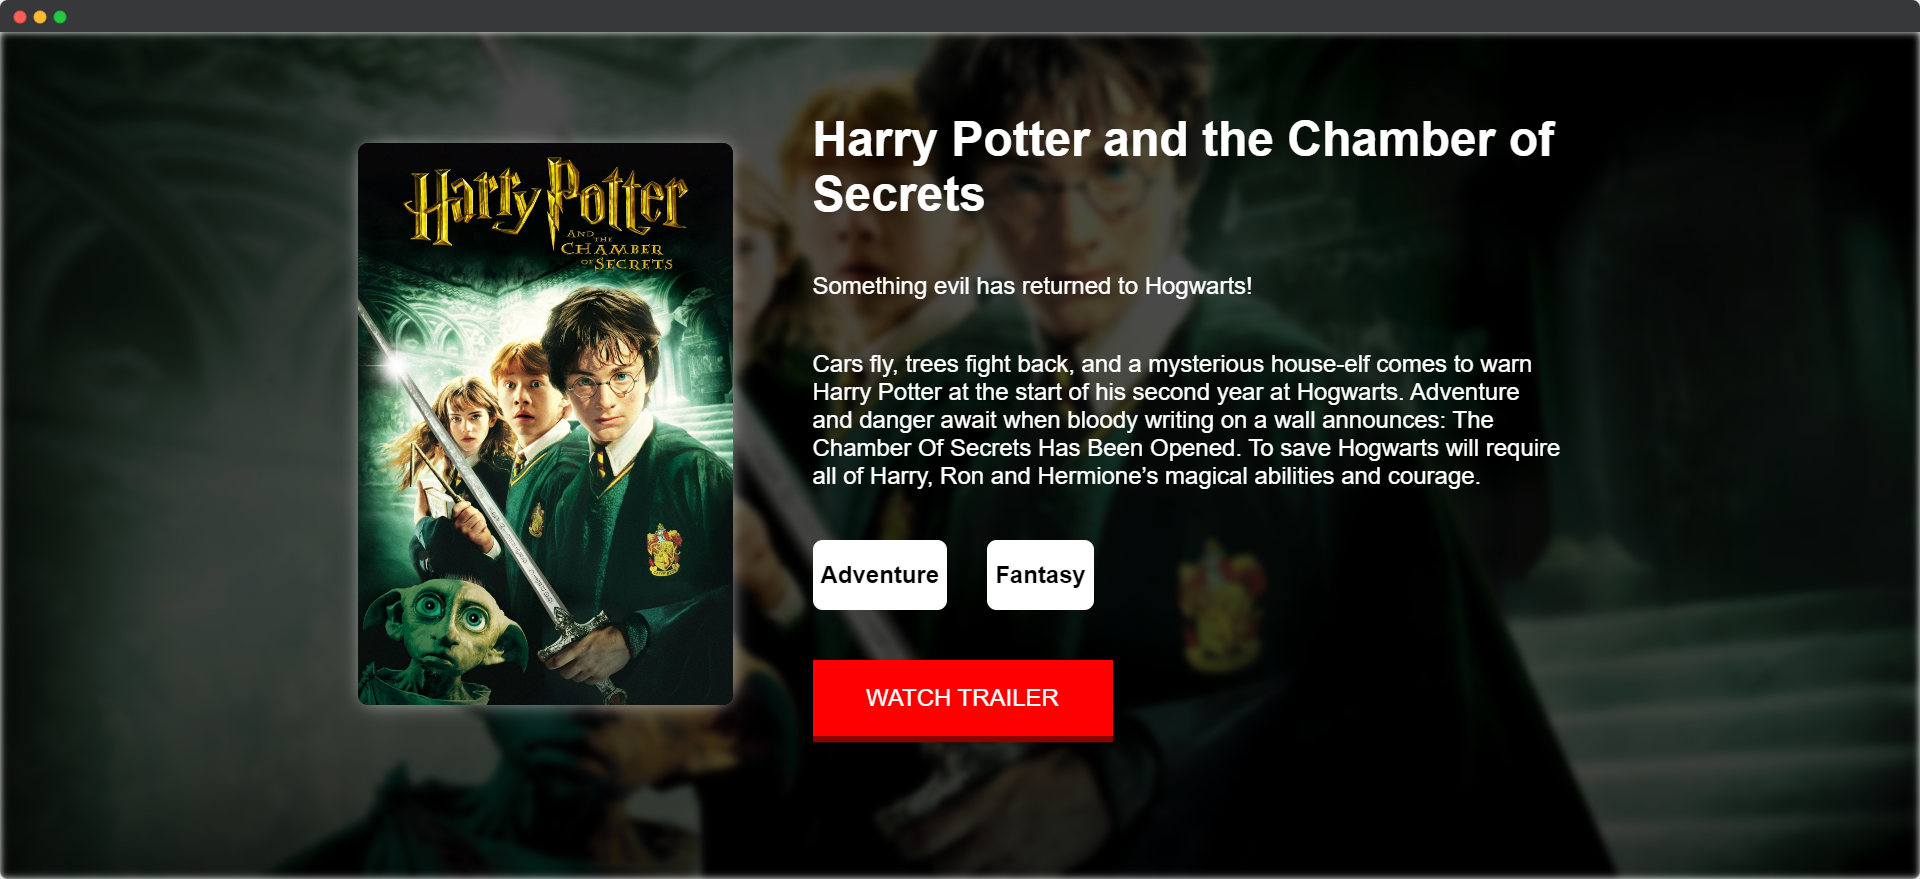 Harry Potter
AND THE
CHAMBER
OF SECRETS
Harry Potter and the Chamber of
Secrets
Something evil has returned to Hogwarts!
Cars fly, trees fight back, and a mysterious house-elf comes to warn
Harry Potter at the start of his second year at Hogwarts. Adventure
and danger await when bloody writing on a wall announces: The
Chamber Of Secrets Has Been Opened. To save Hogwarts will require
all of Harry, Ron and Hermione’s magical abilities and courage.
Adventure
Fantasy
WATCH TRAILER